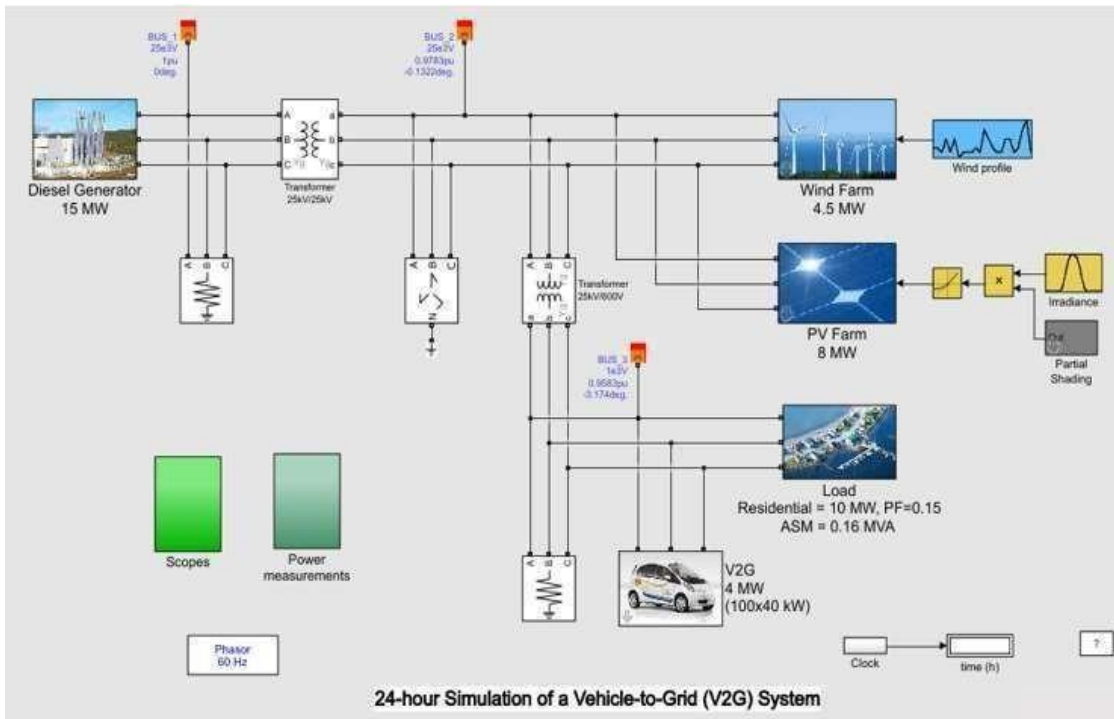 BUS_1
25e3V
1pu
0deg.
BUS_2
25e3V
0.9783pu
-0.1322deg.
Diesel Generator
15 MW
A
B
C
a
b
c
Transformer
25kV/25kV
Wind Farm
4.5 MW
Wind profile
A
B
C
A
B
C
N
A
B
C
a
b
c
Transformer
25kV/600V
PV Farm
8 MW
x
Irradiance
Partial
Shading
BUS_3
1e3V
0.9583pu
-3.174deg.
Load
Residential = 10 MW, PF=0.15
ASM = 0.16 MVA
Scopes
Power
measurements
A
B
C
V2G
4 MW
(100x40 kW)
Phasor
60 Hz
Clock
time (h)
?
24-hour Simulation of a Vehicle-to-Grid (V2G) System